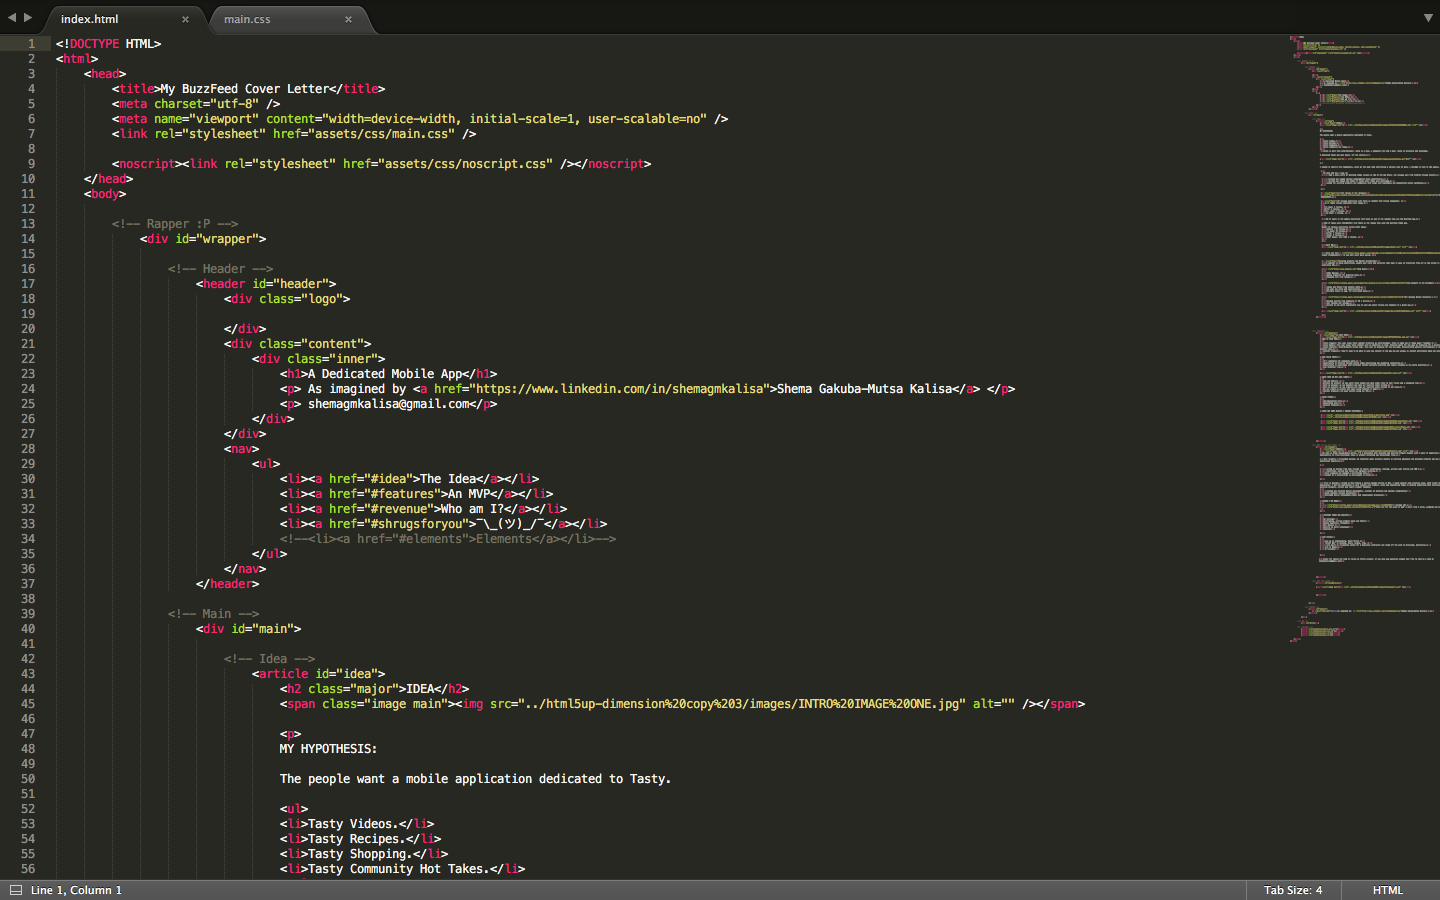 index.html × main.css ×
1 <!DOCTYPE HTML>
2 <html>
3 <head>
4 <title>My BuzzFeed Cover Letter</title>
5 <meta charset="utf-8" />
6 <meta name="viewport" content="width=device-width, initial-scale=1, user-scalable=no" />
7 <link rel="stylesheet" href="assets/css/main.css" />
8
9 <noscript><link rel="stylesheet" href="assets/css/noscript.css" /></noscript>
10 </head>
11 <body>
12
13 <!-- Rapper :P -->
14 <div id="wrapper">
15
16 <!-- Header -->
17 <header id="header">
18 <div class="logo">
19
20 </div>
21 <div class="content">
22 <div class="inner">
23 <h1>A Dedicated Mobile App</h1>
24 <p> As imagined by <a href="https://www.linkedin.com/in/shemagmkalisa">Shema Gakuba-Mutsa Kalisa</a> </p>
25 <p> shemagmkalisa@gmail.com</p>
26 </div>
27 </div>
28 <nav>
29 <ul>
30 <li><a href="#idea">The Idea</a></li>
31 <li><a href="#features">An MVP</a></li>
32 <li><a href="#revenue">Who am I?</a></li>
33 <li><a href="#shrugsforyou">¯\_(ツ)_/¯</a></li>
34 <!--<li><a href="#elements">Elements</a></li>-->
35 </ul>
36 </nav>
37 </header>
38
39 <!-- Main -->
40 <div id="main">
41
42 <!-- Idea -->
43 <article id="idea">
44 <h2 class="major">IDEA</h2>
45 <span class="image main"><img src="../html5up-dimension%20copy%203/images/INTRO%20IMAGE%20ONE.jpg" alt="" /></span>
46
47 <p>
48 MY HYPOTHESIS:
49
50 The people want a mobile application dedicated to Tasty.
51
52 <ul>
53 <li>Tasty Videos.</li>
54 <li>Tasty Recipes.</li>
55 <li>Tasty Shopping.</li>
56 <li>Tasty Community Hot Takes.</li>
Line 1, Column 1 Tab Size: 4 HTML